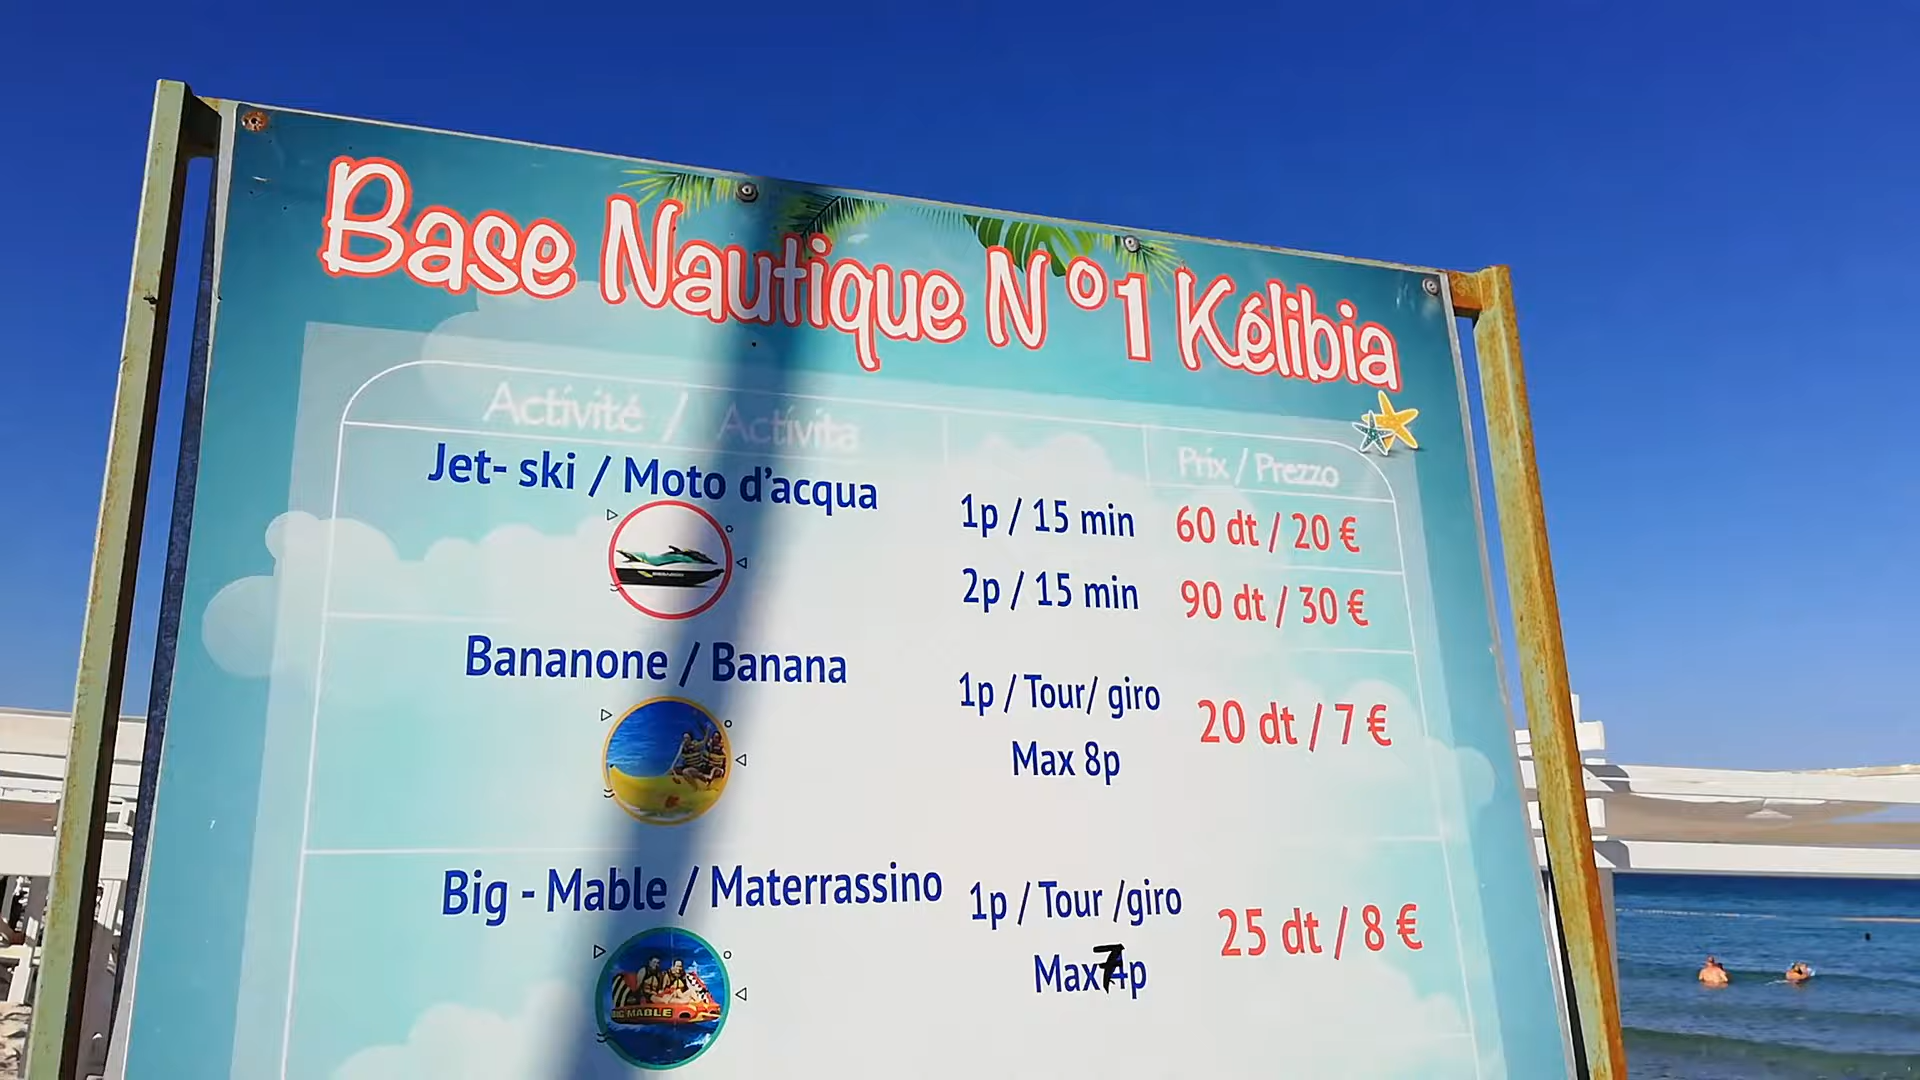 Base Nautique N°1 Kélibia
Activité / Activita
Prix / Prezzo
Jet- ski / Moto d'acqua
1p / 15 min
60 dt / 20 €
2p / 15 min
90 dt / 30 €
Bananone / Banana
1p / Tour/ giro
20 dt / 7 €
Max 8p
Big - Mable / Materrassino
1p / Tour /giro
25 dt / 8 €
Max 7p
BIG MABLE